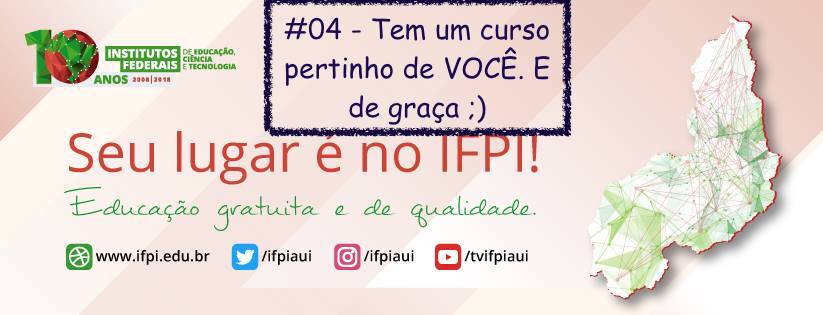 10
ANOS
2008|2018
INSTITUTOS
FEDERAIS
DE EDUCAÇÃO,
CIÊNCIA
E TECNOLOGIA
#04 - Tem um curso
pertinho de VOCÊ. E
de graça ;)
Seu lugar é no IFPI!
Educação gratuita e de qualidade.
www.ifpi.edu.br /ifpiaui /ifpiaui /tvifpiaui